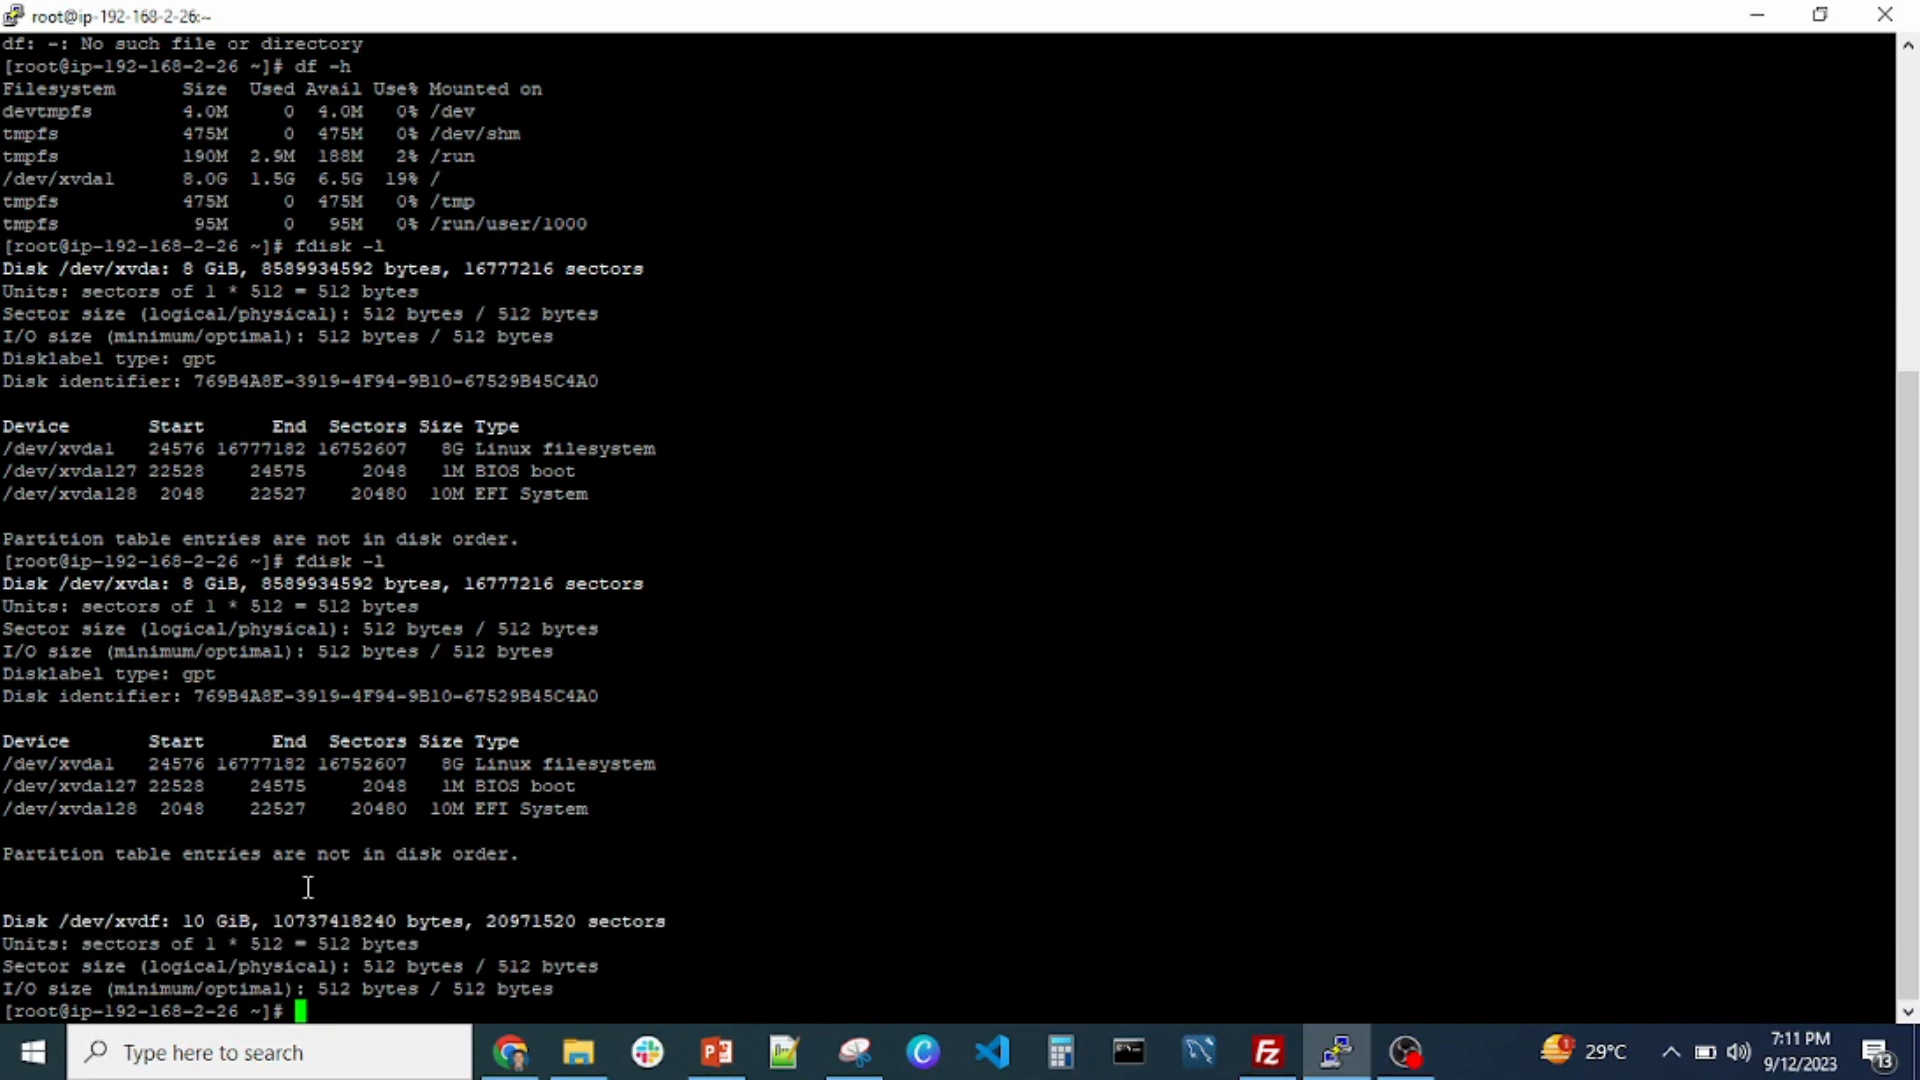 root@ip-192-168-2-26:~
df: -: No such file or directory
[root@ip-192-168-2-26 ~]# df -h
Filesystem Size Used Avail Use% Mounted on
devtmpfs 4.0M 0 4.0M 0% /dev
tmpfs 475M 0 475M 0% /dev/shm
tmpfs 190M 2.9M 188M 2% /run
/dev/xvda1 8.0G 1.5G 6.5G 19% /
tmpfs 475M 0 475M 0% /tmp
tmpfs 95M 0 95M 0% /run/user/1000
[root@ip-192-168-2-26 ~]# fdisk -l
Disk /dev/xvda: 8 GiB, 8589934592 bytes, 16777216 sectors
Units: sectors of 1 * 512 = 512 bytes
Sector size (logical/physical): 512 bytes / 512 bytes
I/O size (minimum/optimal): 512 bytes / 512 bytes
Disklabel type: gpt
Disk identifier: 769B4A8E-3919-4F94-9B10-67529B45C4A0
Device Start End Sectors Size Type
/dev/xvda1 24576 16777182 16752607 8G Linux filesystem
/dev/xvda127 22528 24575 2048 1M BIOS boot
/dev/xvda128 2048 22527 20480 10M EFI System
Partition table entries are not in disk order.
[root@ip-192-168-2-26 ~]# fdisk -l
Disk /dev/xvda: 8 GiB, 8589934592 bytes, 16777216 sectors
Units: sectors of 1 * 512 = 512 bytes
Sector size (logical/physical): 512 bytes / 512 bytes
I/O size (minimum/optimal): 512 bytes / 512 bytes
Disklabel type: gpt
Disk identifier: 769B4A8E-3919-4F94-9B10-67529B45C4A0
Device Start End Sectors Size Type
/dev/xvda1 24576 16777182 16752607 8G Linux filesystem
/dev/xvda127 22528 24575 2048 1M BIOS boot
/dev/xvda128 2048 22527 20480 10M EFI System
Partition table entries are not in disk order.
Disk /dev/xvdf: 10 GiB, 10737418240 bytes, 20971520 sectors
Units: sectors of 1 * 512 = 512 bytes
Sector size (logical/physical): 512 bytes / 512 bytes
I/O size (minimum/optimal): 512 bytes / 512 bytes
[root@ip-192-168-2-26 ~]#
Type here to search
29°C
7:11 PM
9/12/2023
13